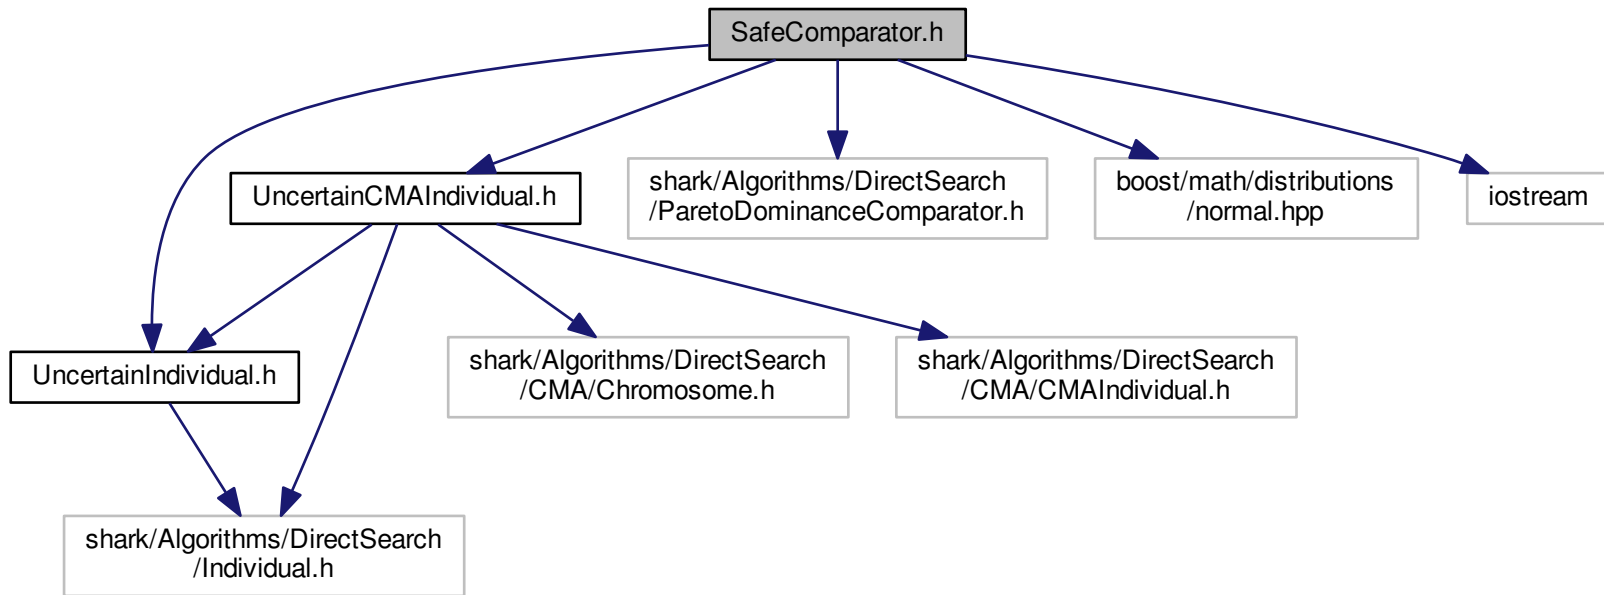 SafeComparator.h
UncertainCMAIndividual.h
shark/Algorithms/DirectSearch
/ParetoDominanceComparator.h
boost/math/distributions
/normal.hpp
iostream
UncertainIndividual.h
shark/Algorithms/DirectSearch
/CMA/Chromosome.h
shark/Algorithms/DirectSearch
/CMA/CMAIndividual.h
shark/Algorithms/DirectSearch
/Individual.h